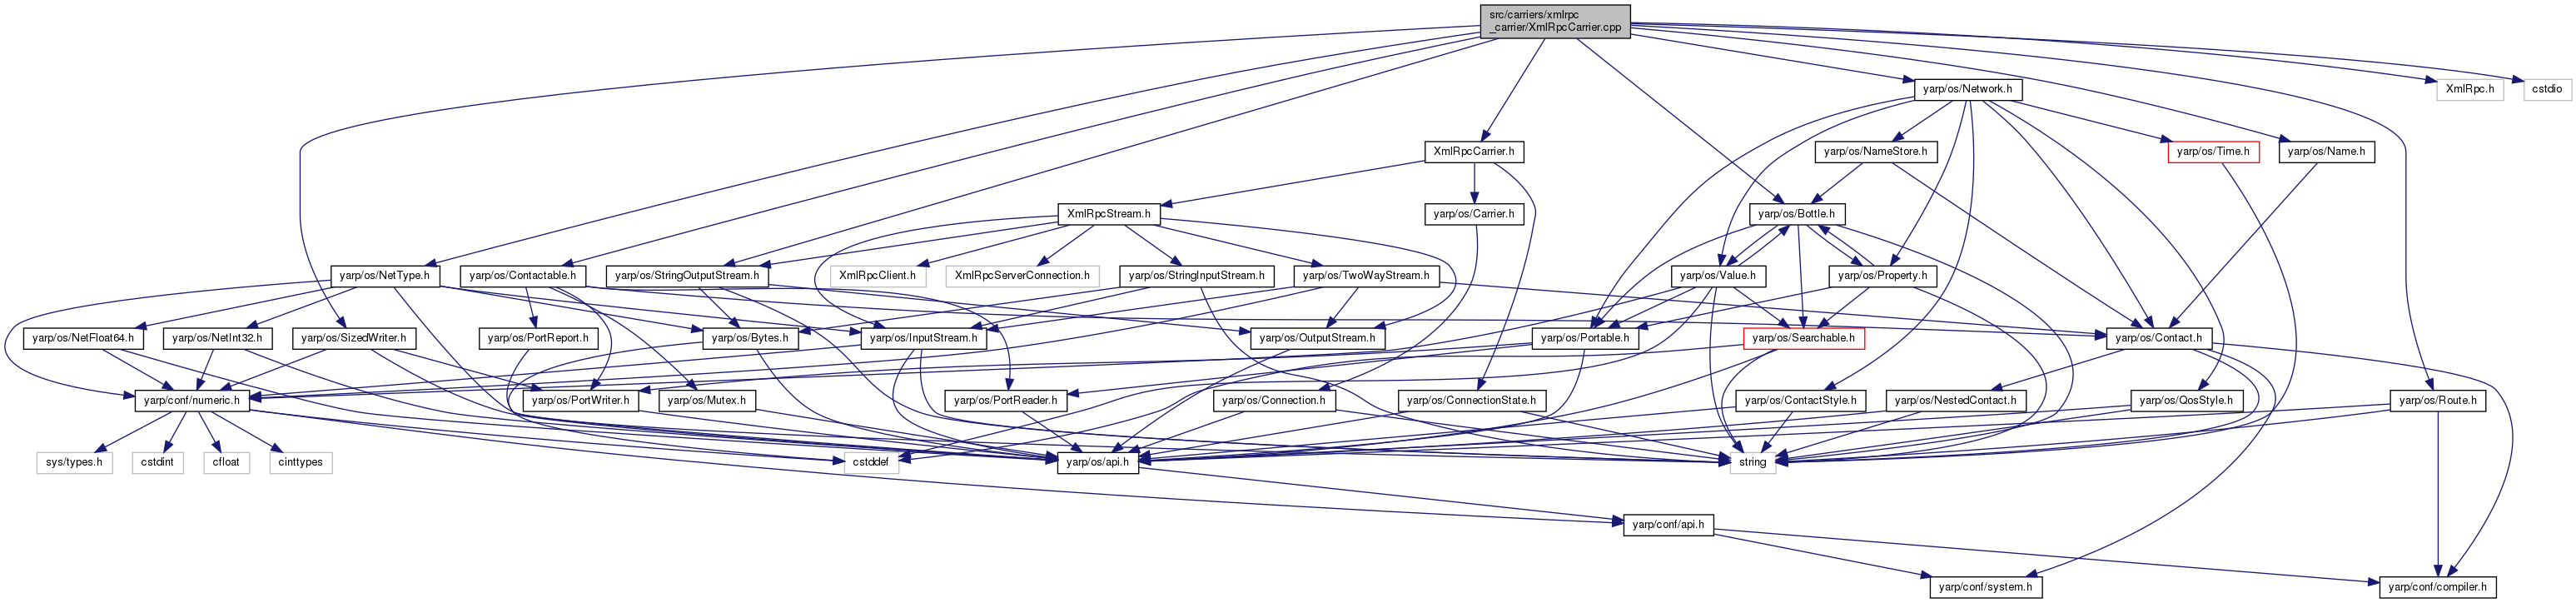 src/carriers/xmlrpc
_carrier/XmlRpcCarrier.cpp
yarp/os/Network.h
XmlRpc.h
cstdio
XmlRpcCarrier.h
yarp/os/NameStore.h
yarp/os/Time.h
yarp/os/Name.h
XmlRpcStream.h
yarp/os/Carrier.h
yarp/os/Bottle.h
yarp/os/NetType.h
yarp/os/Contactable.h
yarp/os/StringOutputStream.h
XmlRpcClient.h
XmlRpcServerConnection.h
yarp/os/StringInputStream.h
yarp/os/TwoWayStream.h
yarp/os/Value.h
yarp/os/Property.h
yarp/os/NetFloat64.h
yarp/os/NetInt32.h
yarp/os/SizedWriter.h
yarp/os/PortReport.h
yarp/os/Bytes.h
yarp/os/InputStream.h
yarp/os/OutputStream.h
yarp/os/Portable.h
yarp/os/Searchable.h
yarp/os/Contact.h
yarp/conf/numeric.h
yarp/os/PortWriter.h
yarp/os/Mutex.h
yarp/os/PortReader.h
yarp/os/Connection.h
yarp/os/ConnectionState.h
yarp/os/ContactStyle.h
yarp/os/NestedContact.h
yarp/os/QosStyle.h
yarp/os/Route.h
sys/types.h
cstdint
cfloat
cinttypes
cstddef
yarp/os/api.h
string
yarp/conf/api.h
yarp/conf/system.h
yarp/conf/compiler.h